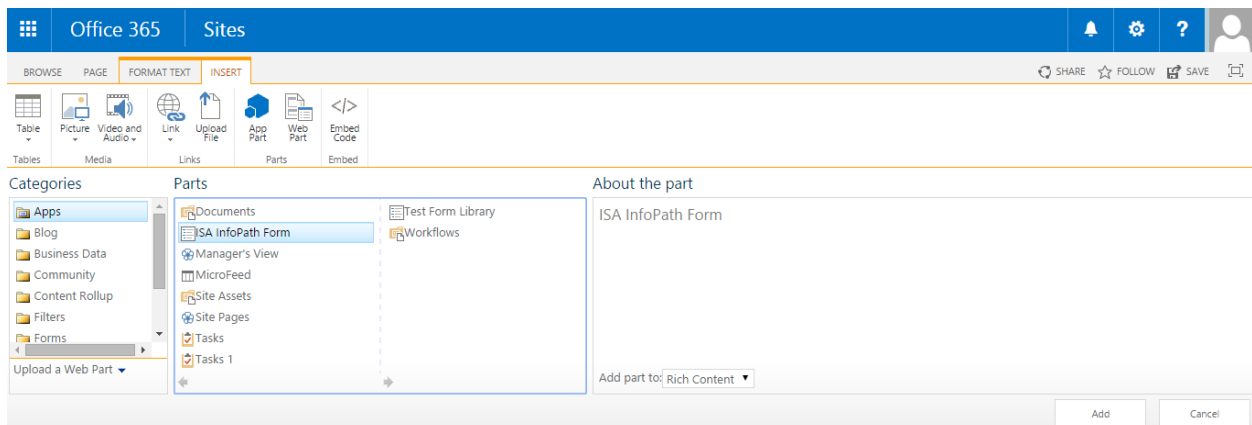 Office 365 Sites ?
BROWSE PAGE FORMAT TEXT INSERT SHARE FOLLOW SAVE
Table Picture Video and Audio Link Upload File App Part Web Part </> Embed Code
Tables Media Links Parts Embed
Categories
Apps
Blog
Business Data
Community
Content Rollup
Filters
Forms
Upload a Web Part
Parts
Documents
ISA InfoPath Form
Manager's View
MicroFeed
Site Assets
Site Pages
Tasks
Tasks 1
Test Form Library
Workflows
About the part
ISA InfoPath Form
Add part to: Rich Content
Add Cancel